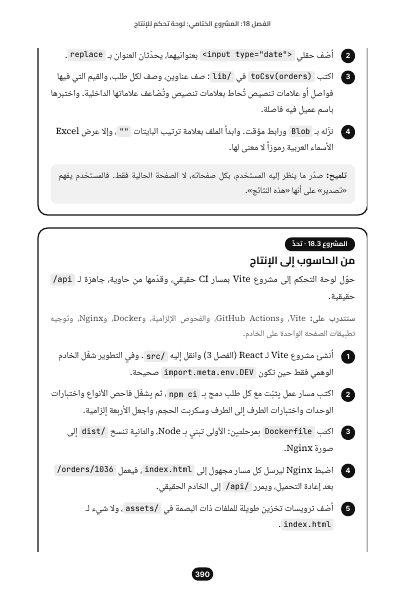 الفصل 18: المشروع الختامي: لوحة تحكم للإنتاج
2 أضف حقلي <input type="date"> بعنوانيهما، يحدّثان العنوان بـ replace.
3 اكتب toCsv(orders) في lib/: صف عناوين، وصف لكل طلب، والقيم التي فيها
فواصل أو علامات تنصيص تُحاط بعلامات تنصيص وتُضاعف علاماتها الداخلية. واختبرها
باسم عميل فيه فاصلة.
4 نزّله بـ Blob ورابط مؤقت. وابدأ الملف بعلامة ترتيب البايتات ""، وإلا عرض Excel
الأسماء العربية رموزاً لا معنى لها.
تلميح: صدّر ما ينظر إليه المستخدم، بكل صفحاته، لا الصفحة الحالية فقط. فالمستخدم يفهم
«تصدير» على أنها «هذه النتائج».
المشروع 18.3 · تحدٍّ
من الحاسوب إلى الإنتاج
حوّل لوحة التحكم إلى مشروع Vite بمسار CI حقيقي، وقدّمها من حاوية، جاهزة لـ /api
حقيقية.
ستتدرب على: Vite، وGitHub Actions، والفحوص الإلزامية، وDocker، وNginx، وتوجيه
تطبيقات الصفحة الواحدة على الخادم.
1 أنشئ مشروع Vite لـ React (الفصل 3) وانقل إليه src/. وفي التطوير شغّل الخادم
الوهمي فقط حين تكون import.meta.env.DEV صحيحة.
2 اكتب مسار عمل يثبّت مع كل طلب دمج بـ npm ci، ثم يشغّل فاحص الأنواع واختبارات
الوحدات واختبارات الطرف إلى الطرف وسكربت الحجم، واجعل الأربعة إلزامية.
3 اكتب Dockerfile بمرحلتين: الأولى تبني بـ Node، والثانية تنسخ dist/ إلى
صورة Nginx.
4 اضبط Nginx ليرسل كل مسار مجهول إلى index.html، فيعمل /orders/1036
بعد إعادة التحميل، ويمرر /api/ إلى الخادم الحقيقي.
5 أضف ترويسات تخزين طويلة للملفات ذات البصمة في assets/، ولا شيء لـ
index.html.
390